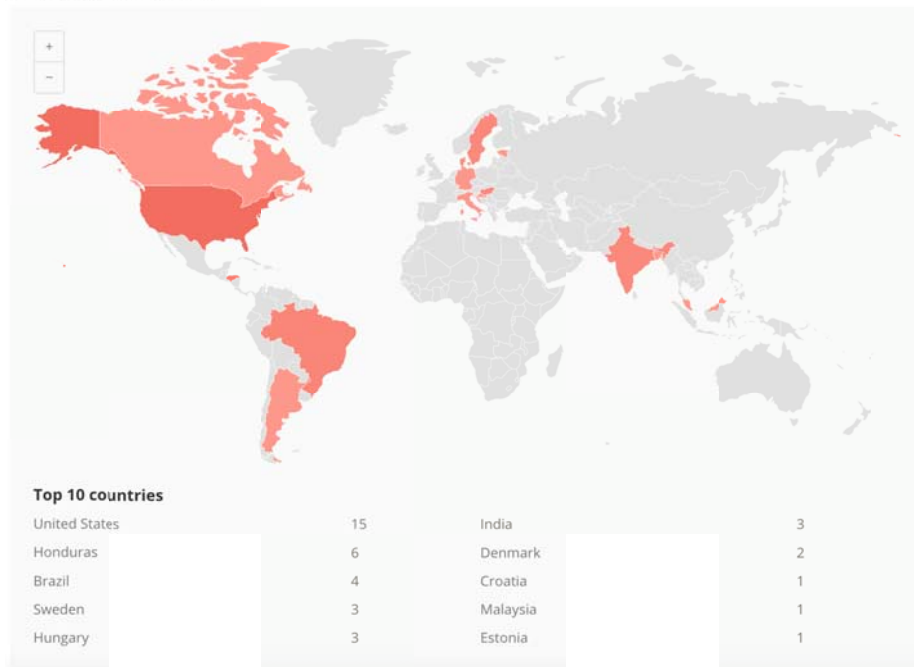 +
−
Top 10 countries
United States 15 India 3
Honduras 6 Denmark 2
Brazil 4 Croatia 1
Sweden 3 Malaysia 1
Hungary 3 Estonia 1